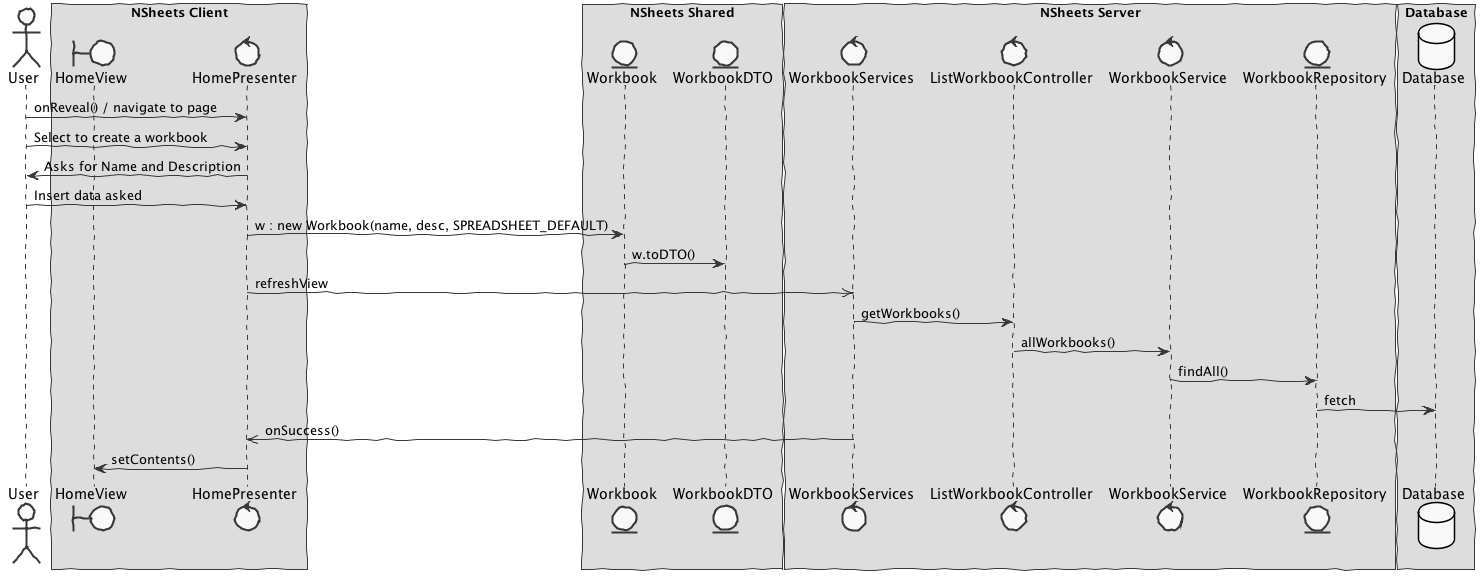 NSheets Client
NSheets Shared
NSheets Server
Database
User
HomeView
HomePresenter
Workbook
WorkbookDTO
WorkbookServices
ListWorkbookController
WorkbookService
WorkbookRepository
Database
onReveal() / navigate to page
Select to create a workbook
Asks for Name and Description
Insert data asked
w : new Workbook(name, desc, SPREADSHEET_DEFAULT)
w.toDTO()
refreshView
getWorkbooks()
allWorkbooks()
findAll()
fetch
onSuccess()
setContents()
User
HomeView
HomePresenter
Workbook
WorkbookDTO
WorkbookServices
ListWorkbookController
WorkbookService
WorkbookRepository
Database